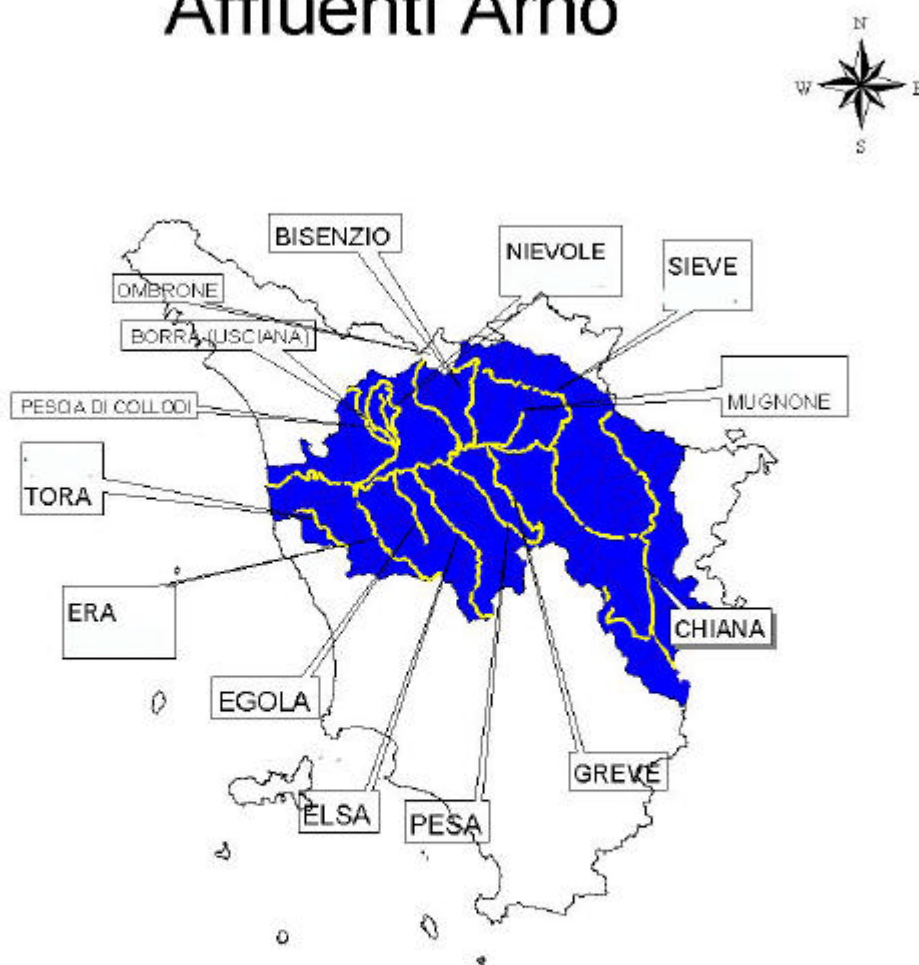 Affluenti Arno
N
W
E
S
BISENZIO
NIEVOLE
SIEVE
OMBRONE
BORRA (USCIANA)
MUGNONE
PESCIA DI COLLODI
TORA
ERA
CHIANA
EGOLA
GREVE
ELSA
PESA